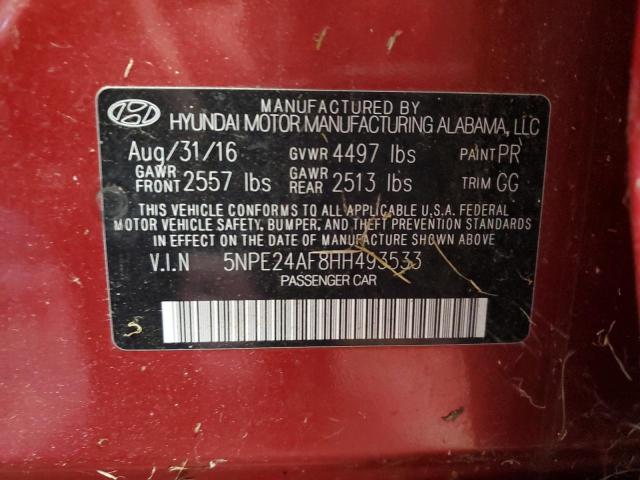 MANUFACTURED BY
HYUNDAI MOTOR MANUFACTURING ALABAMA, LLC
Aug/31/16 GVWR 4497 lbs PAINT PR
GAWR FRONT 2557 lbs GAWR REAR 2513 lbs TRIM GG
THIS VEHICLE CONFORMS TO ALL APPLICABLE U.S.A. FEDERAL
MOTOR VEHICLE SAFETY, BUMPER, AND THEFT PREVENTION STANDARDS
IN EFFECT ON THE DATE OF MANUFACTURE SHOWN ABOVE
V.I.N 5NPE24AF8HH493533
PASSENGER CAR